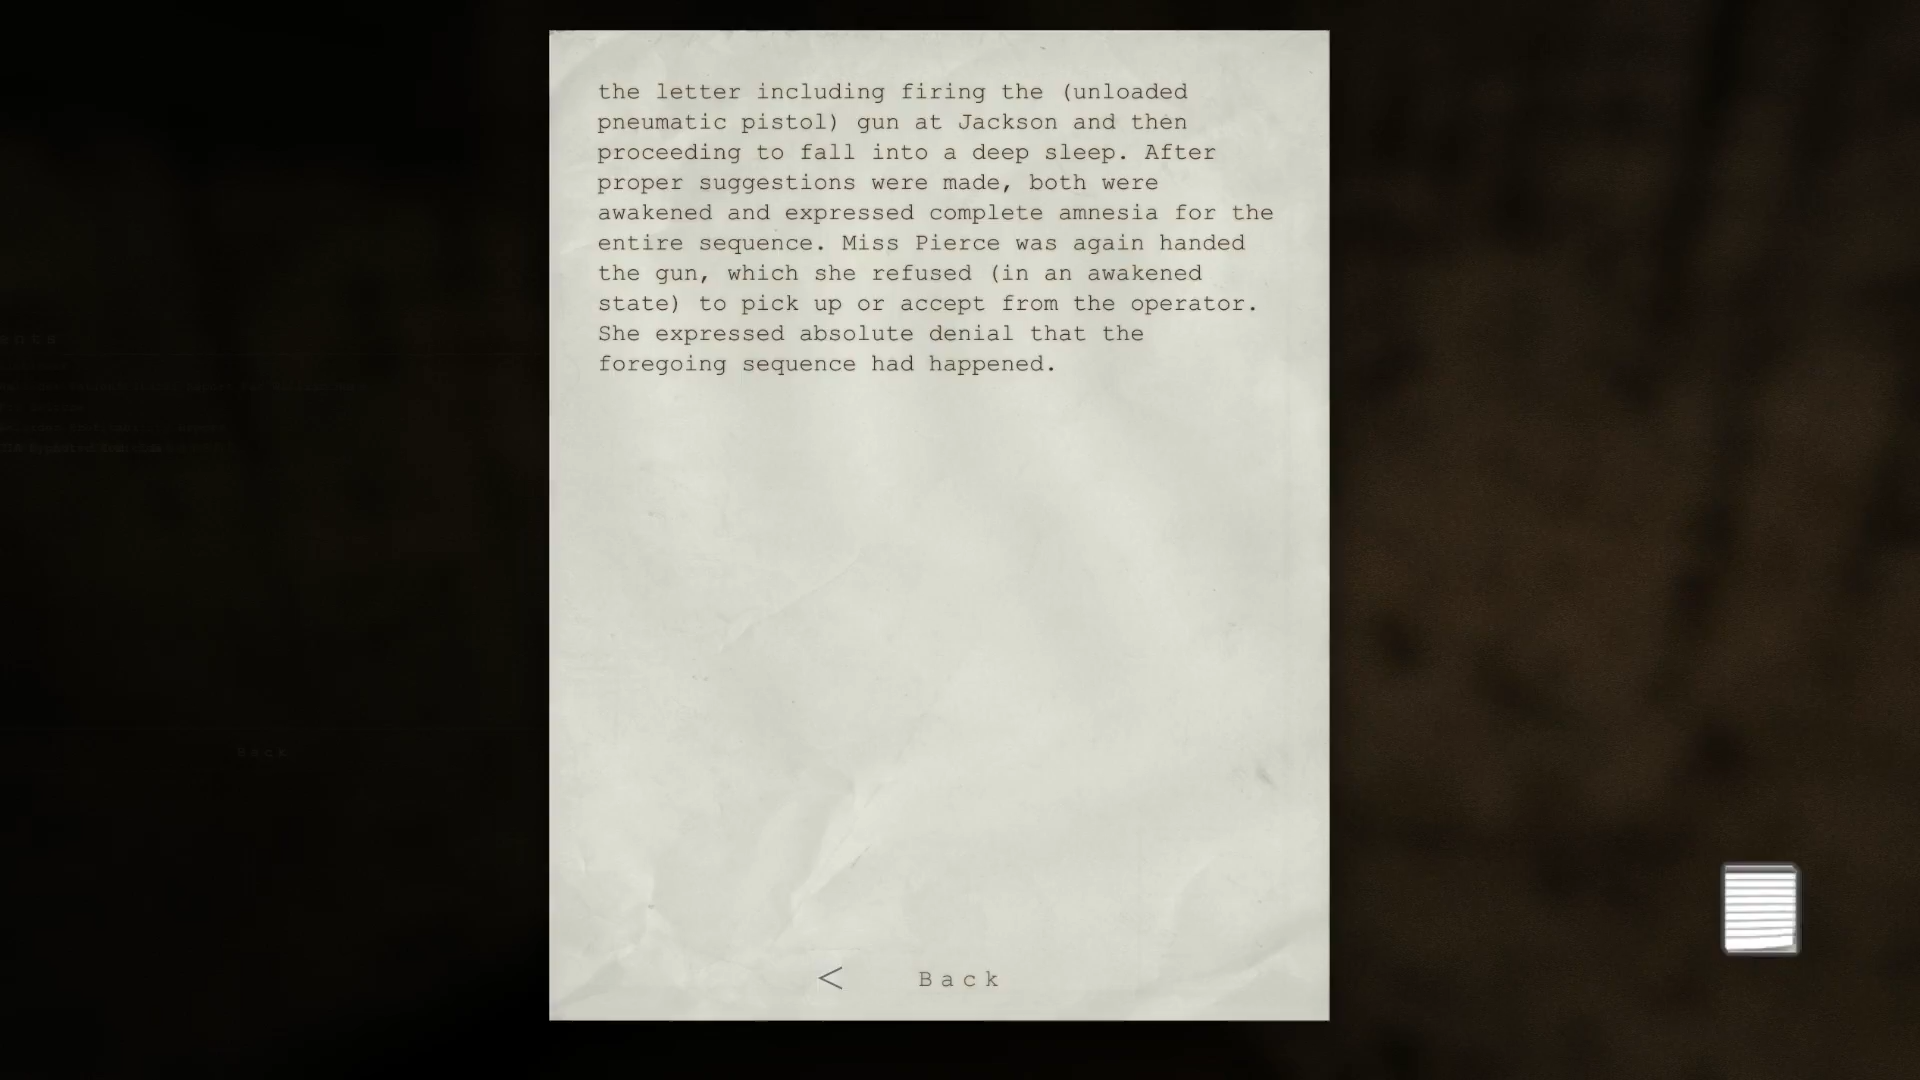 the letter including firing the (unloaded
pneumatic pistol) gun at Jackson and then
proceeding to fall into a deep sleep. After
proper suggestions were made, both were
awakened and expressed complete amnesia for the
entire sequence. Miss Pierce was again handed
the gun, which she refused (in an awakened
state) to pick up or accept from the operator.
She expressed absolute denial that the
foregoing sequence had happened.
< Back
Back